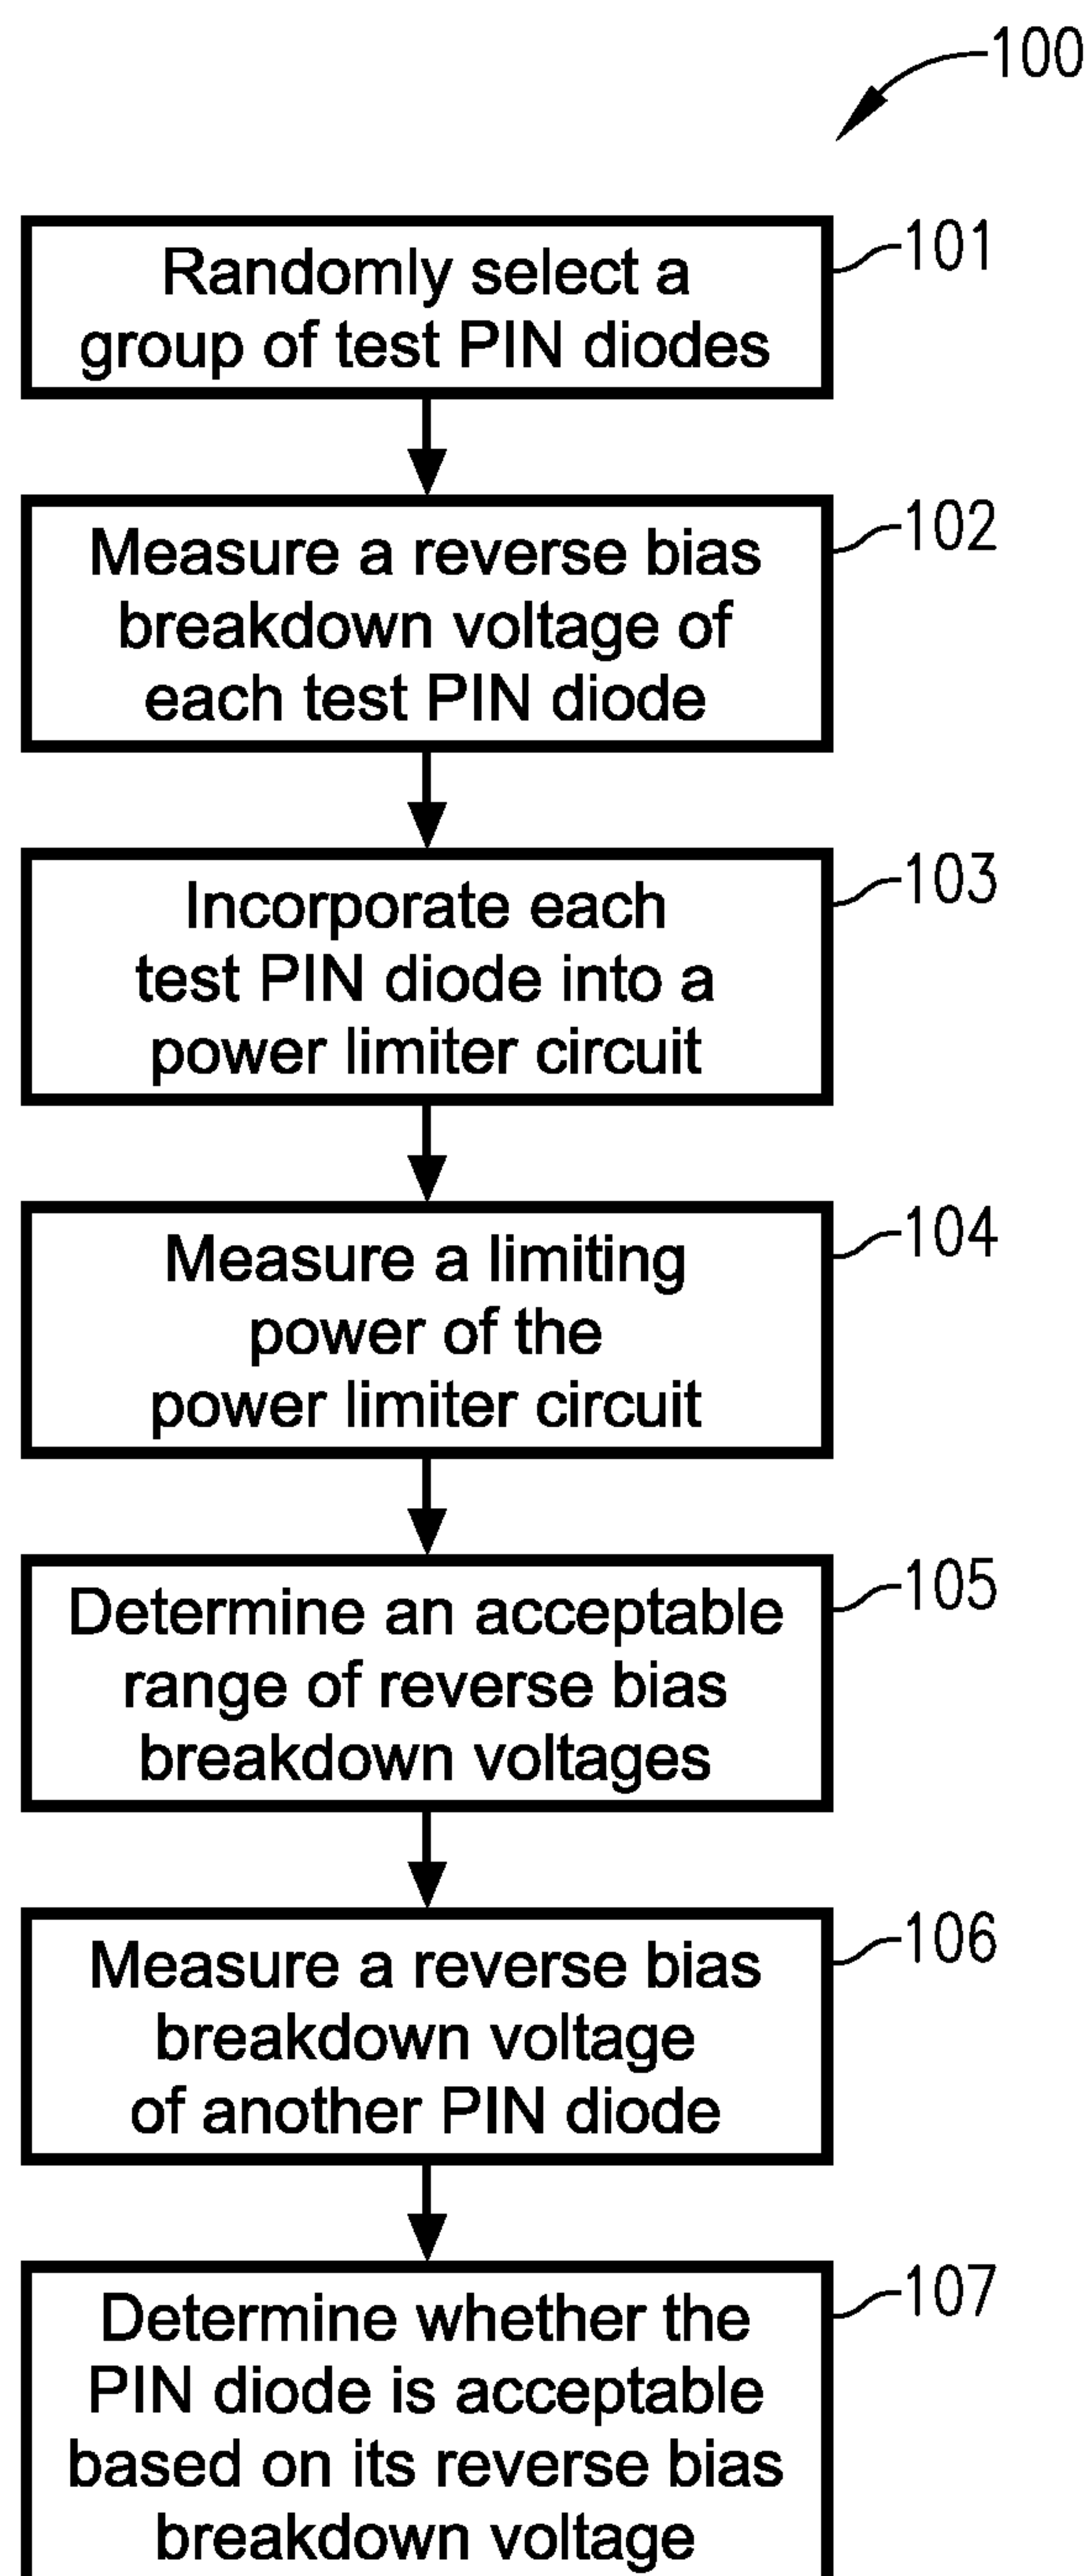 100
Randomly select a
group of test PIN diodes
101
Measure a reverse bias
breakdown voltage of
each test PIN diode
102
Incorporate each
test PIN diode into a
power limiter circuit
103
Measure a limiting
power of the
power limiter circuit
104
Determine an acceptable
range of reverse bias
breakdown voltages
105
Measure a reverse bias
breakdown voltage
of another PIN diode
106
Determine whether the
PIN diode is acceptable
based on its reverse bias
breakdown voltage
107